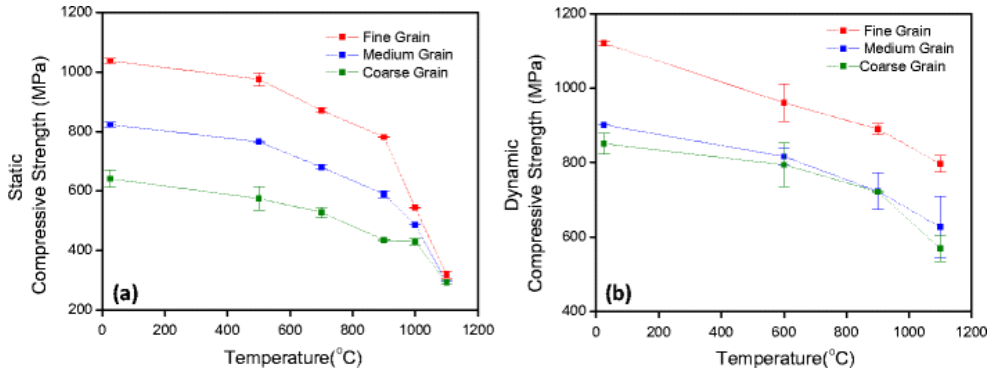 1200
1000
800
600
400
200
0 200 400 600 800 1000 1200
Static
Compressive Strength (MPa)
Temperature(°C)
Fine Grain
Medium Grain
Coarse Grain
(a)
1200
1000
800
600
400
0 200 400 600 800 1000 1200
Dynamic
Compressive Strength (MPa)
Temperature(°C)
Fine Grain
Medium Grain
Coarse Grain
(b)